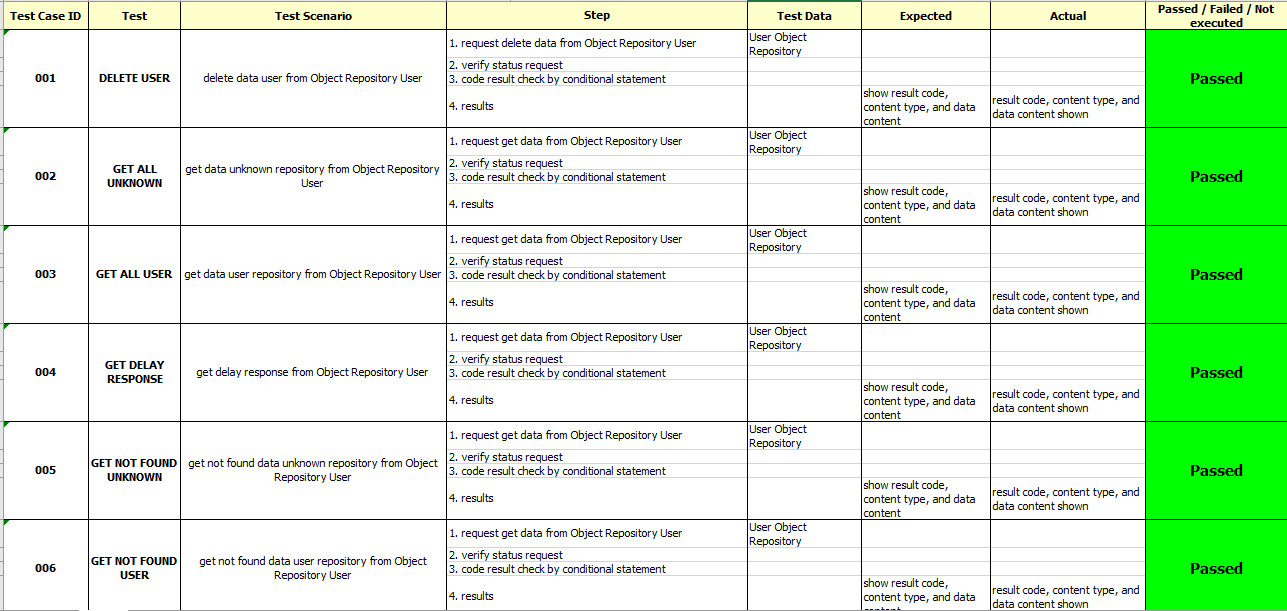 Test Case ID
Test
Test Scenario
Step
Test Data
Expected
Actual
Passed / Failed / Not
executed
001
DELETE USER
delete data user from Object Repository User
1. request delete data from Object Repository User
User Object
Repository
2. verify status request
3. code result check by conditional statement
4. results
show result code,
content type, and data
content
result code, content type, and
data content shown
Passed
002
GET ALL
UNKNOWN
get data unknown repository from Object Repository
User
1. request get data from Object Repository User
User Object
Repository
2. verify status request
3. code result check by conditional statement
4. results
show result code,
content type, and data
content
result code, content type, and
data content shown
Passed
003
GET ALL USER
get data user repository from Object Repository User
1. request get data from Object Repository User
User Object
Repository
2. verify status request
3. code result check by conditional statement
4. results
show result code,
content type, and data
content
result code, content type, and
data content shown
Passed
004
GET DELAY
RESPONSE
get delay response from Object Repository User
1. request get data from Object Repository User
User Object
Repository
2. verify status request
3. code result check by conditional statement
4. results
show result code,
content type, and data
content
result code, content type, and
data content shown
Passed
005
GET NOT FOUND
UNKNOWN
get not found data unknown repository from Object
Repository User
1. request get data from Object Repository User
User Object
Repository
2. verify status request
3. code result check by conditional statement
4. results
show result code,
content type, and data
content
result code, content type, and
data content shown
Passed
006
GET NOT FOUND
USER
get not found data user repository from Object
Repository User
1. request get data from Object Repository User
User Object
Repository
2. verify status request
3. code result check by conditional statement
4. results
show result code,
content type, and data
result code, content type, and
data content shown
Passed